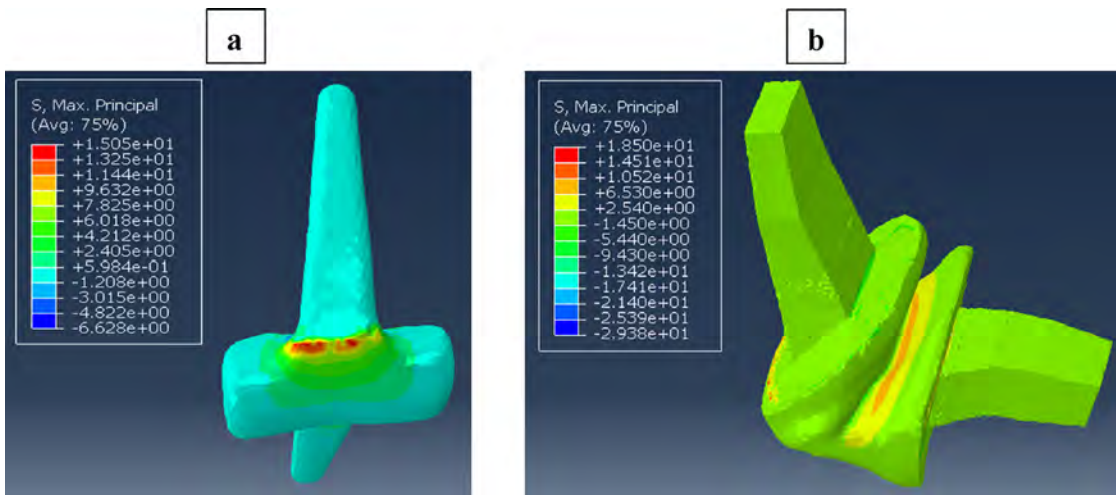 a
S, Max. Principal
(Avg: 75%)
+1.505e+01
+1.325e+01
+1.144e+01
+9.632e+00
+7.825e+00
+6.018e+00
+4.212e+00
+2.405e+00
+5.984e-01
-1.208e+00
-3.015e+00
-4.822e+00
-6.628e+00
b
S, Max. Principal
(Avg: 75%)
+1.850e+01
+1.451e+01
+1.052e+01
+6.530e+00
+2.540e+00
-1.450e+00
-5.440e+00
-9.430e+00
-1.342e+01
-1.741e+01
-2.140e+01
-2.539e+01
-2.938e+01